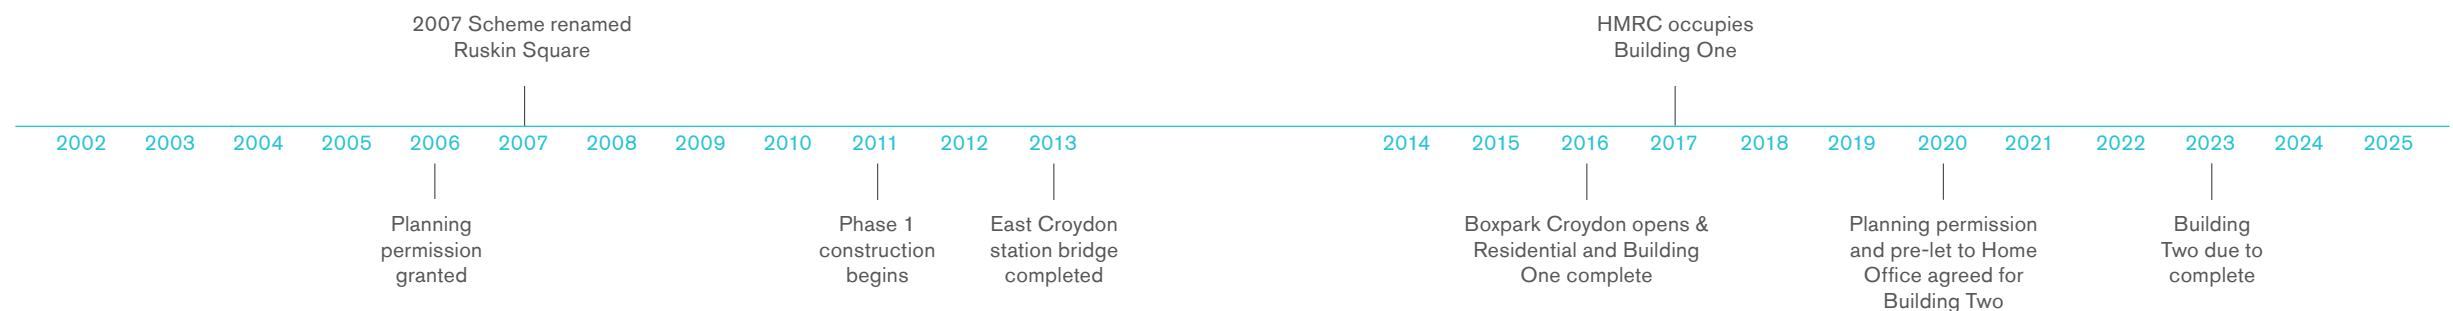 2007 Scheme renamed
Ruskin Square
HMRC occupies
Building One
2002 2003 2004 2005 2006 2007 2008 2009 2010 2011 2012 2013 2014 2015 2016 2017 2018 2019 2020 2021 2022 2023 2024 2025
Planning
permission
granted
Phase 1
construction
begins
East Croydon
station bridge
completed
Boxpark Croydon opens &
Residential and Building
One complete
Planning permission
and pre-let to Home
Office agreed for
Building Two
Building
Two due to
complete